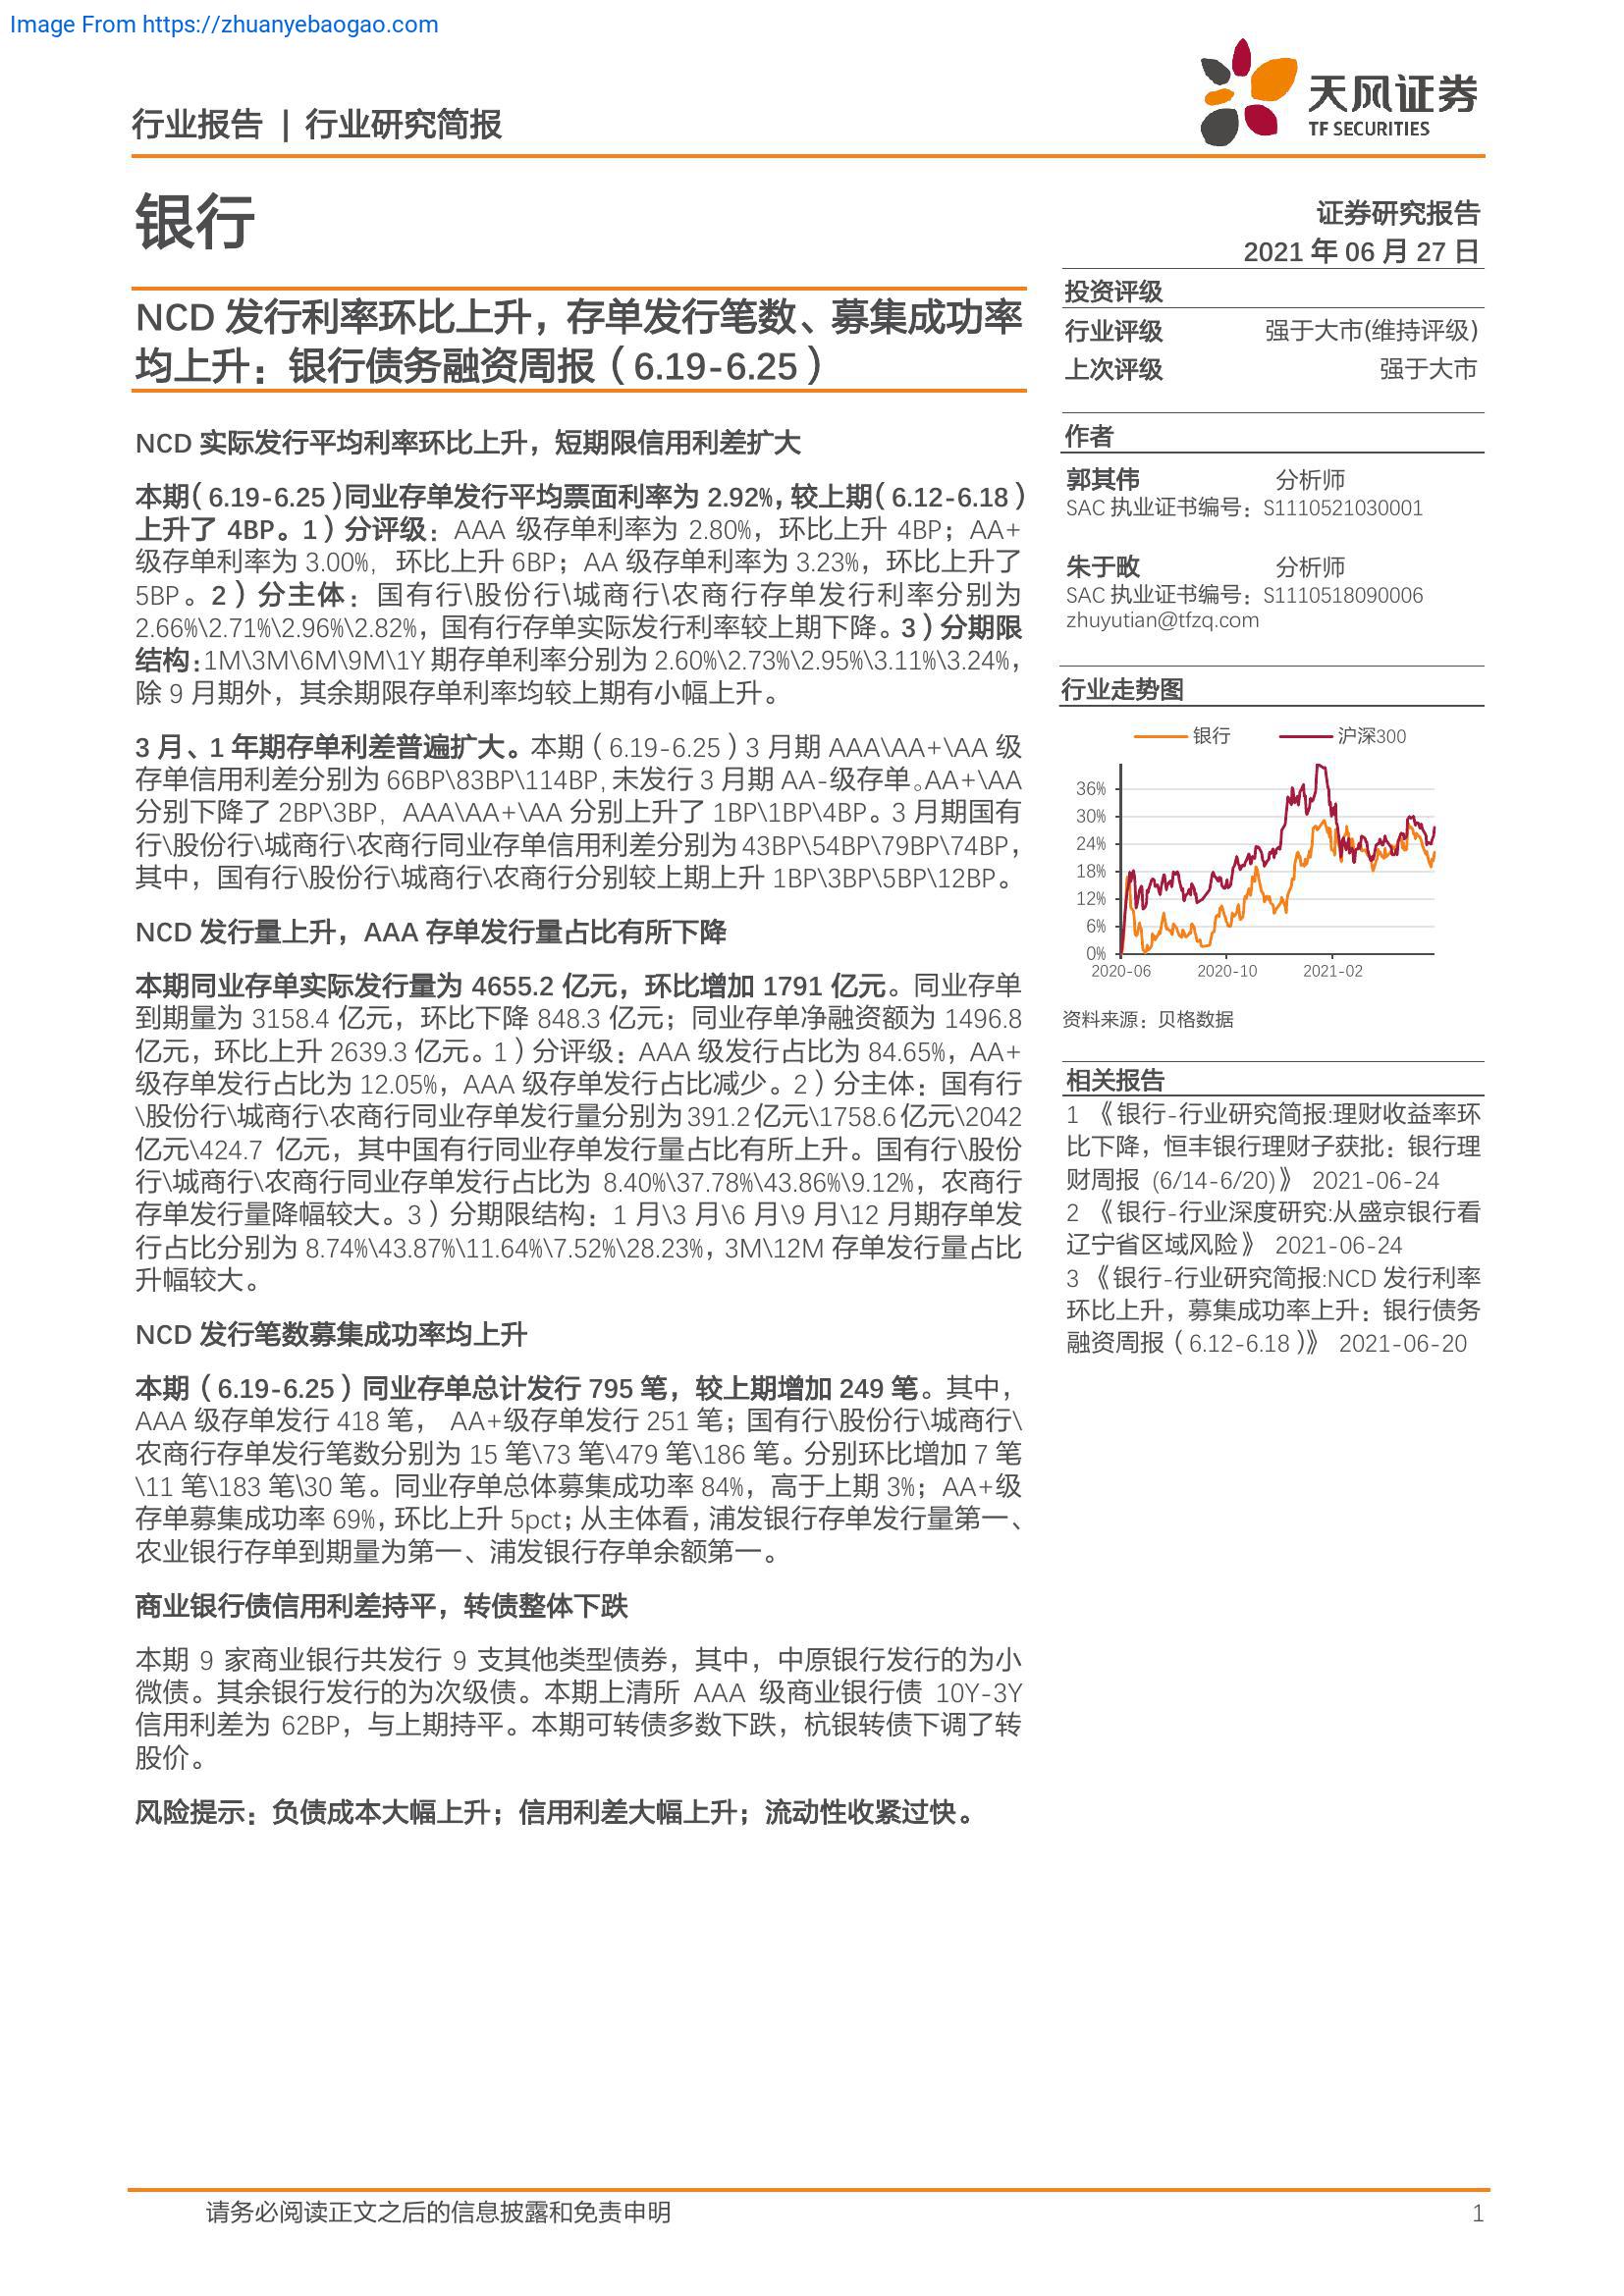 Image From https://zhuanyebaogao.com
行业报告 | 行业研究简报
天风证券
TF SECURITIES
银行
证券研究报告
2021 年 06 月 27 日
NCD 发行利率环比上升，存单发行笔数、募集成功率
均上升：银行债务融资周报（6.19-6.25）
NCD 实际发行平均利率环比上升，短期限信用利差扩大
本期（6.19-6.25）同业存单发行平均票面利率为 2.92%，较上期（6.12-6.18）
上升了 4BP。1）分评级：AAA 级存单利率为 2.80%，环比上升 4BP；AA+
级存单利率为 3.00%，环比上升 6BP；AA 级存单利率为 3.23%，环比上升了
5BP。2）分主体：国有行\股份行\城商行\农商行存单发行利率分别为
2.66%\2.71%\2.96%\2.82%，国有行存单实际发行利率较上期下降。3）分期限
结构：1M\3M\6M\9M\1Y 期存单利率分别为 2.60%\2.73%\2.95%\3.11%\3.24%，
除 9 月期外，其余期限存单利率均较上期有小幅上升。
3 月、1 年期存单利差普遍扩大。本期（6.19-6.25）3 月期 AAA\AA+\AA 级
存单信用利差分别为 66BP\83BP\114BP，未发行 3 月期 AA-级存单。AA+\AA
分别下降了 2BP\3BP，AAA\AA+\AA 分别上升了 1BP\1BP\4BP。3 月期国有
行\股份行\城商行\农商行同业存单信用利差分别为 43BP\54BP\79BP\74BP，
其中，国有行\股份行\城商行\农商行分别较上期上升 1BP\3BP\5BP\12BP。
NCD 发行量上升，AAA 存单发行量占比有所下降
本期同业存单实际发行量为 4655.2 亿元，环比增加 1791 亿元。同业存单
到期量为 3158.4 亿元，环比下降 848.3 亿元；同业存单净融资额为 1496.8
亿元，环比上升 2639.3 亿元。1）分评级：AAA 级发行占比为 84.65%，AA+
级存单发行占比为 12.05%，AAA 级存单发行占比减少。2）分主体：国有行
\股份行\城商行\农商行同业存单发行量分别为 391.2 亿元\1758.6 亿元\2042
亿元\424.7 亿元，其中国有行同业存单发行量占比有所上升。国有行\股份
行\城商行\农商行同业存单发行占比为 8.40%\37.78%\43.86%\9.12%，农商行
存单发行量降幅较大。3）分期限结构：1 月\3 月\6 月\9 月\12 月期存单发
行占比分别为 8.74%\43.87%\11.64%\7.52%\28.23%，3M\12M 存单发行量占比
升幅较大。
NCD 发行笔数募集成功率均上升
本期（6.19-6.25）同业存单总计发行 795 笔，较上期增加 249 笔。其中，
AAA 级存单发行 418 笔， AA+级存单发行 251 笔；国有行\股份行\城商行\
农商行存单发行笔数分别为 15 笔\73 笔\479 笔\186 笔。分别环比增加 7 笔
\11 笔\183 笔\30 笔。同业存单总体募集成功率 84%，高于上期 3%；AA+级
存单募集成功率 69%，环比上升 5pct；从主体看，浦发银行存单发行量第一、
农业银行存单到期量为第一、浦发银行存单余额第一。
商业银行债信用利差持平，转债整体下跌
本期 9 家商业银行共发行 9 支其他类型债券，其中，中原银行发行的为小
微债。其余银行发行的为次级债。本期上清所 AAA 级商业银行债 10Y-3Y
信用利差为 62BP，与上期持平。本期可转债多数下跌，杭银转债下调了转
股价。
风险提示：负债成本大幅上升；信用利差大幅上升；流动性收紧过快。
投资评级
行业评级 强于大市(维持评级)
上次评级 强于大市
作者
郭其伟 分析师
SAC 执业证书编号：S1110521030001
朱于畋 分析师
SAC 执业证书编号：S1110518090006
zhuyutian@tfzq.com
行业走势图
银行 沪深300
36%
30%
24%
18%
12%
6%
0%
2020-06 2020-10 2021-02
资料来源：贝格数据
相关报告
1 《银行-行业研究简报:理财收益率环
比下降，恒丰银行理财子获批：银行理
财周报 (6/14-6/20)》 2021-06-24
2 《银行-行业深度研究:从盛京银行看
辽宁省区域风险》 2021-06-24
3 《银行-行业研究简报:NCD 发行利率
环比上升，募集成功率上升：银行债务
融资周报（6.12-6.18）》 2021-06-20
请务必阅读正文之后的信息披露和免责申明 1